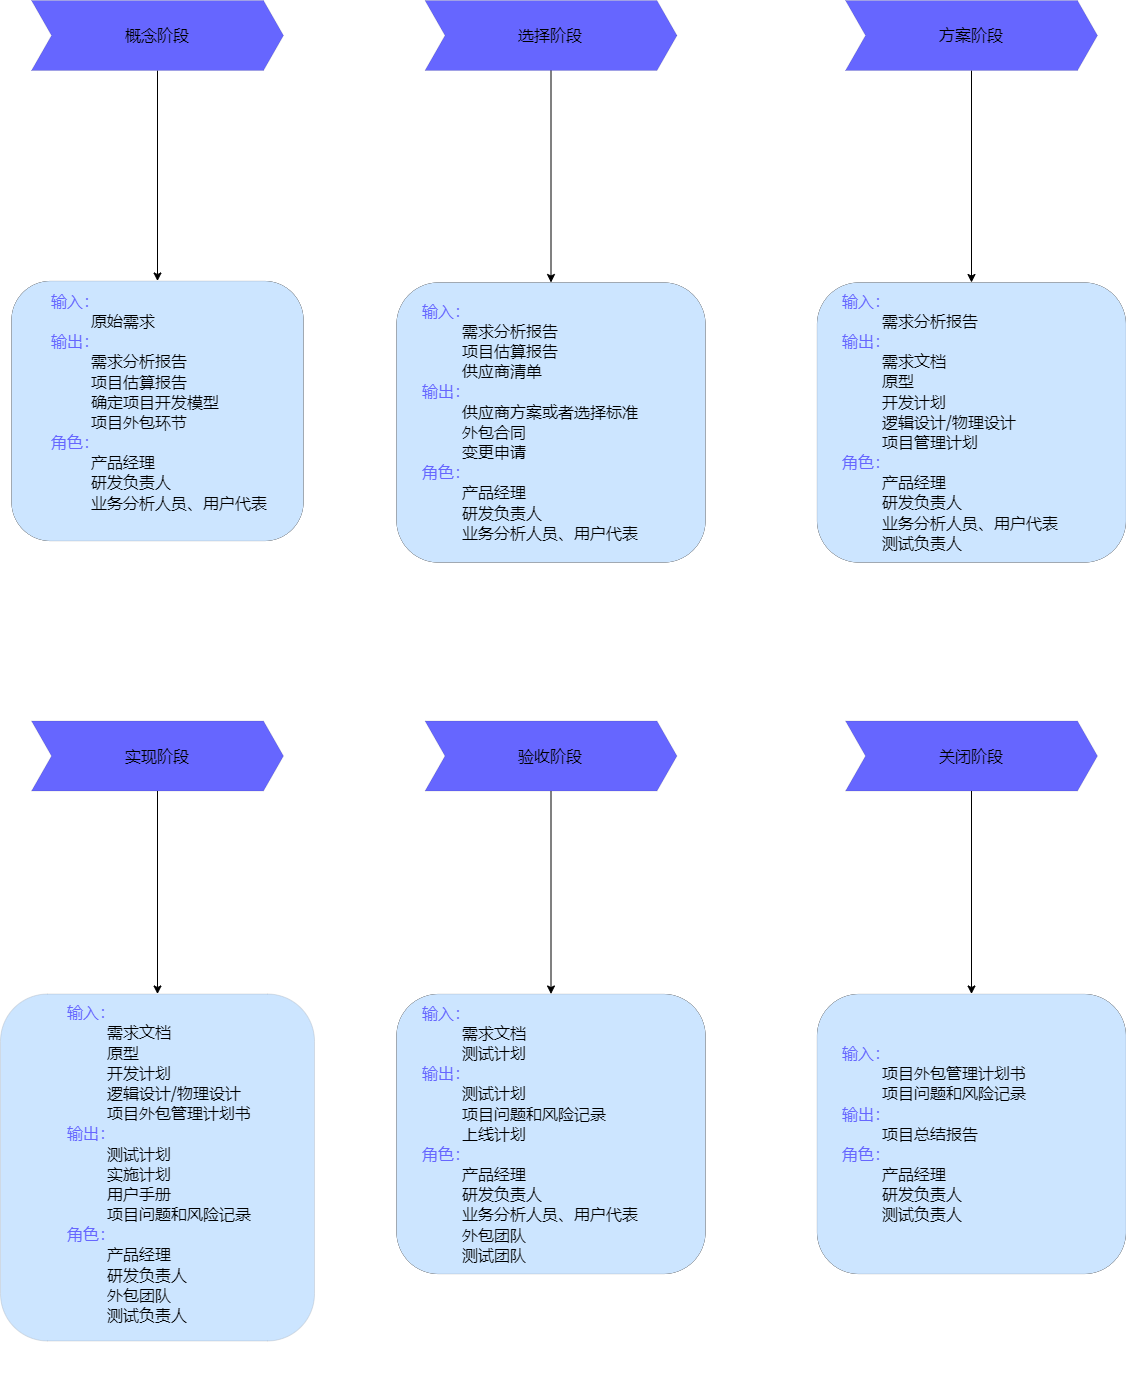 概念阶段
选择阶段
方案阶段
输入：
原始需求
输出：
需求分析报告
项目估算报告
确定项目开发模型
项目外包环节
角色：
产品经理
研发负责人
业务分析人员、用户代表
输入：
需求分析报告
项目估算报告
供应商清单
输出：
供应商方案或者选择标准
外包合同
变更申请
角色：
产品经理
研发负责人
业务分析人员、用户代表
输入：
需求分析报告
输出：
需求文档
原型
开发计划
逻辑设计/物理设计
项目管理计划
角色：
产品经理
研发负责人
业务分析人员、用户代表
测试负责人
实现阶段
验收阶段
关闭阶段
输入：
需求文档
原型
开发计划
逻辑设计/物理设计
项目外包管理计划书
输出：
测试计划
实施计划
用户手册
项目问题和风险记录
角色：
产品经理
研发负责人
外包团队
测试负责人
输入：
需求文档
测试计划
输出：
测试计划
项目问题和风险记录
上线计划
角色：
产品经理
研发负责人
业务分析人员、用户代表
外包团队
测试团队
输入：
项目外包管理计划书
项目问题和风险记录
输出：
项目总结报告
角色：
产品经理
研发负责人
测试负责人